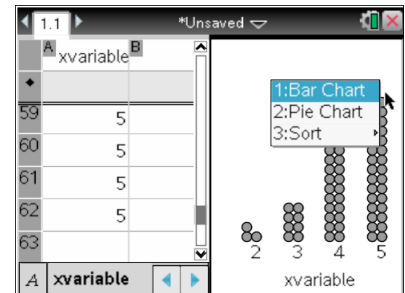 1.1 *Unsaved
A xvariable B
59 5
60 5
61 5
62 5
63
A xvariable
1:Bar Chart
2:Pie Chart
3:Sort
2 3 4 5
xvariable